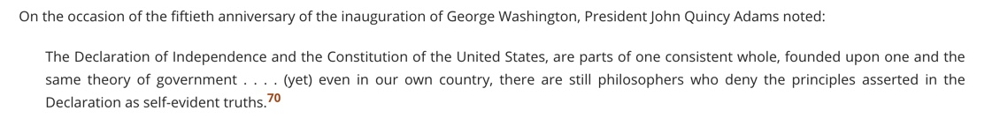 On the occasion of the fiftieth anniversary of the inauguration of George Washington, President John Quincy Adams noted:
The Declaration of Independence and the Constitution of the United States, are parts of one consistent whole, founded upon one and the
same theory of government . . . . (yet) even in our own country, there are still philosophers who deny the principles asserted in the
Declaration as self-evident truths.70